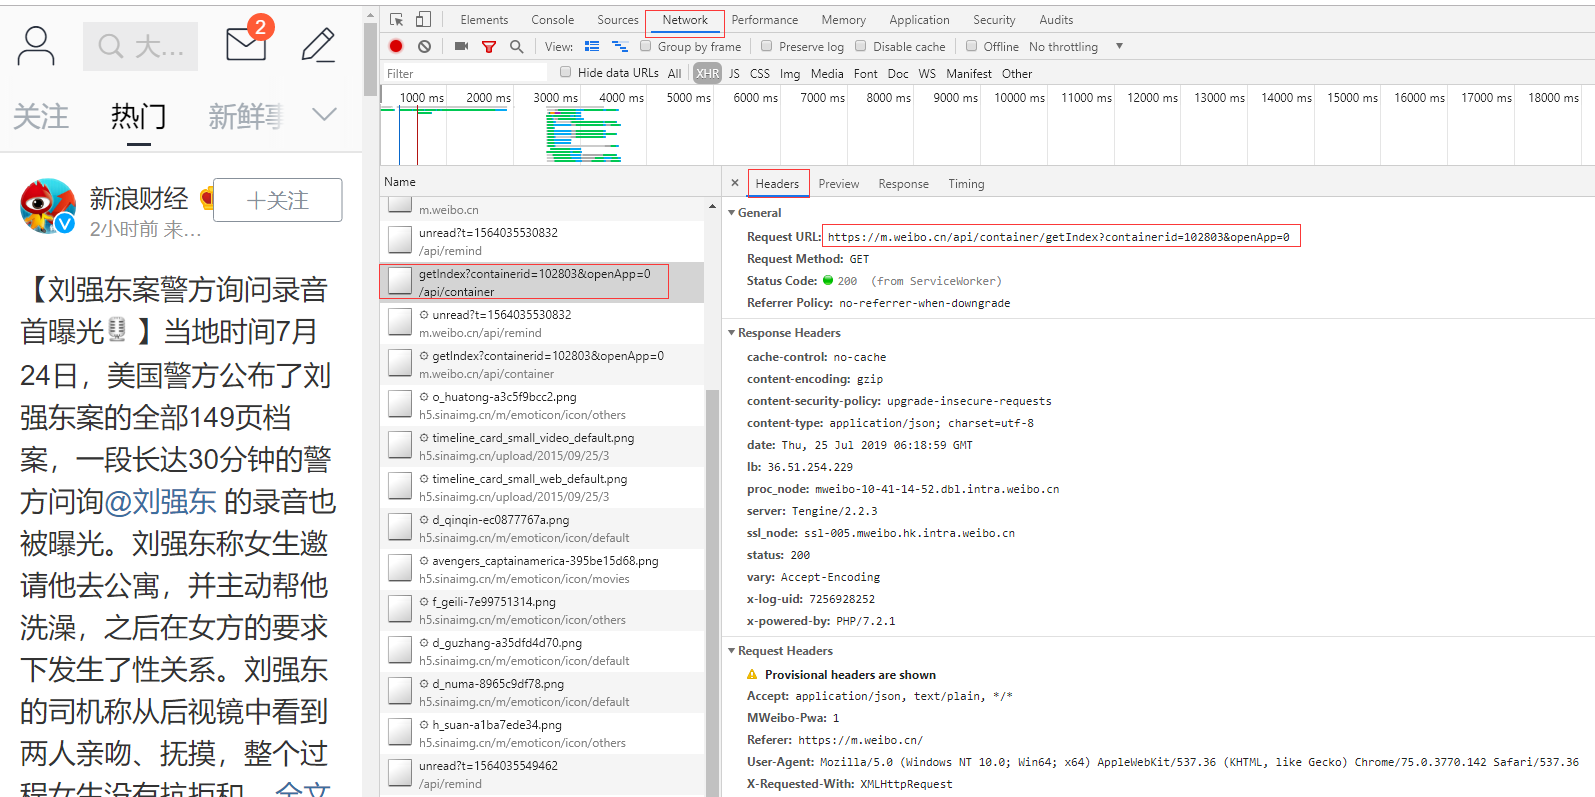 2
大...
关注
热门
新鲜事
新浪财经
＋关注
2小时前 来...
【刘强东案警方询问录音
首曝光🎙】当地时间7月
24日，美国警方公布了刘
强东案的全部149页档
案，一段长达30分钟的警
方问询@刘强东 的录音也
被曝光。刘强东称女生邀
请他去公寓，并主动帮他
洗澡，之后在女方的要求
下发生了性关系。刘强东
的司机称从后视镜中看到
两人亲吻、抚摸，整个过
程女生没有抗拒和...全文
Elements Console Sources Network Performance Memory Application Security Audits
View: Group by frame Preserve log Disable cache Offline No throttling
Filter Hide data URLs All XHR JS CSS Img Media Font Doc WS Manifest Other
1000 ms 2000 ms 3000 ms 4000 ms 5000 ms 6000 ms 7000 ms 8000 ms 9000 ms 10000 ms 11000 ms 12000 ms 13000 ms 14000 ms 15000 ms 16000 ms 17000 ms 18000 ms
Name
m.weibo.cn
unread?t=1564035530832
/api/remind
getIndex?containerid=102803&openApp=0
/api/container
unread?t=1564035530832
m.weibo.cn/api/remind
getIndex?containerid=102803&openApp=0
m.weibo.cn/api/container
o_huatong-a3c5f9bcc2.png
h5.sinaimg.cn/m/emoticon/icon/others
timeline_card_small_video_default.png
h5.sinaimg.cn/upload/2015/09/25/3
timeline_card_small_web_default.png
h5.sinaimg.cn/upload/2015/09/25/3
d_qinqin-ec0877767a.png
h5.sinaimg.cn/m/emoticon/icon/default
avengers_captainamerica-395be15d68.png
h5.sinaimg.cn/m/emoticon/icon/movies
f_geili-7e99751314.png
h5.sinaimg.cn/m/emoticon/icon/others
d_guzhang-a35dfd4d70.png
h5.sinaimg.cn/m/emoticon/icon/default
d_numa-8965c9df78.png
h5.sinaimg.cn/m/emoticon/icon/default
h_suan-a1ba7ede34.png
h5.sinaimg.cn/m/emoticon/icon/others
unread?t=1564035549462
/api/remind
× Headers Preview Response Timing
General
Request URL: https://m.weibo.cn/api/container/getIndex?containerid=102803&openApp=0
Request Method: GET
Status Code: 200 (from ServiceWorker)
Referrer Policy: no-referrer-when-downgrade
Response Headers
cache-control: no-cache
content-encoding: gzip
content-security-policy: upgrade-insecure-requests
content-type: application/json; charset=utf-8
date: Thu, 25 Jul 2019 06:18:59 GMT
lb: 36.51.254.229
proc_node: mweibo-10-41-14-52.dbl.intra.weibo.cn
server: Tengine/2.2.3
ssl_node: ssl-005.mweibo.hk.intra.weibo.cn
status: 200
vary: Accept-Encoding
x-log-uid: 7256928252
x-powered-by: PHP/7.2.1
Request Headers
Provisional headers are shown
Accept: application/json, text/plain, */*
MWeibo-Pwa: 1
Referer: https://m.weibo.cn/
User-Agent: Mozilla/5.0 (Windows NT 10.0; Win64; x64) AppleWebKit/537.36 (KHTML, like Gecko) Chrome/75.0.3770.142 Safari/537.36
X-Requested-With: XMLHttpRequest